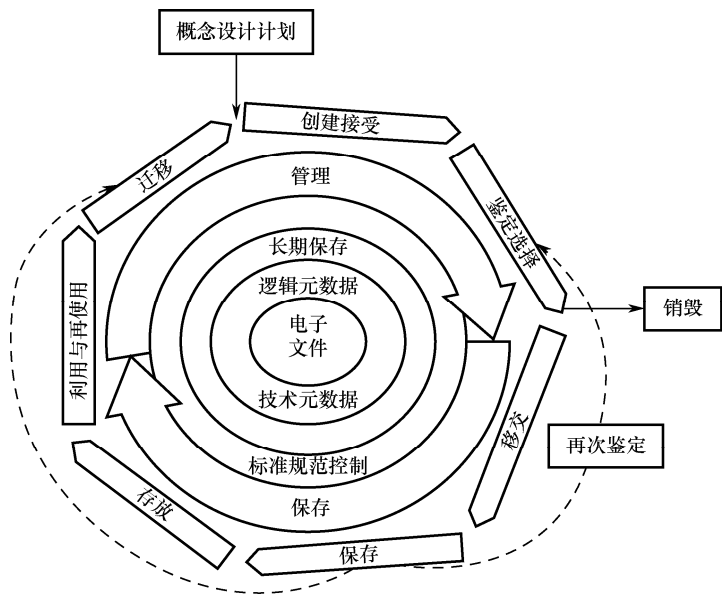 概念设计计划
创建接受
迁移
管理
鉴定选择
长期保存
逻辑元数据
利用与再使用
电子
文件
销毁
技术元数据
移交
再次鉴定
标准规范控制
存放
保存
保存